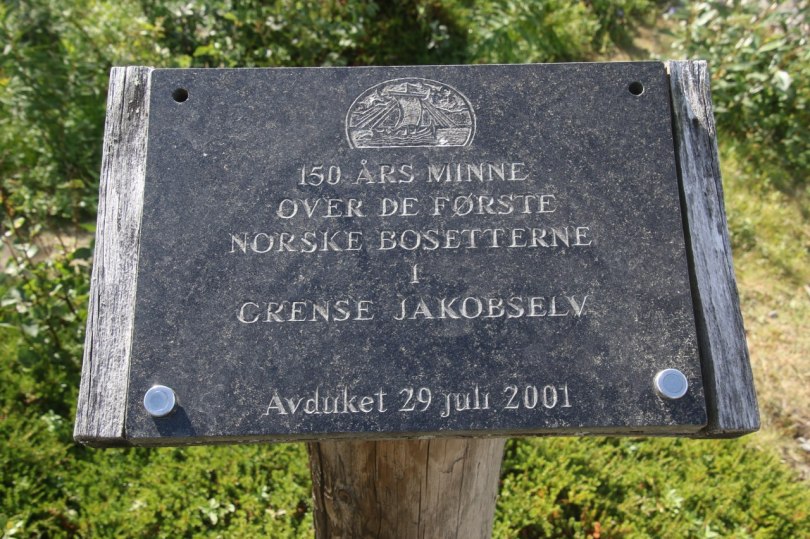 150 ÅRS MINNE
OVER DE FØRSTE
NORSKE BOSETTERNE
I
GRENSE JAKOBSELV
Avduket 29 juli 2001